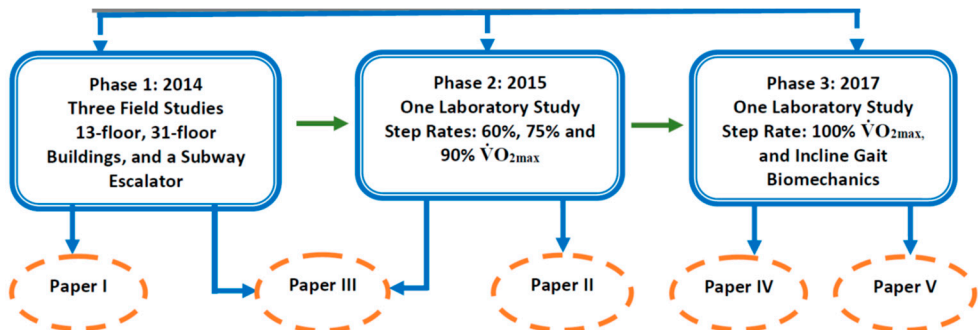 Phase 1: 2014
Three Field Studies
13-floor, 31-floor
Buildings, and a Subway
Escalator
Phase 2: 2015
One Laboratory Study
Step Rates: 60%, 75% and
90% V̇O₂max
Phase 3: 2017
One Laboratory Study
Step Rate: 100% V̇O₂max,
and Incline Gait
Biomechanics
Paper I
Paper III
Paper II
Paper IV
Paper V